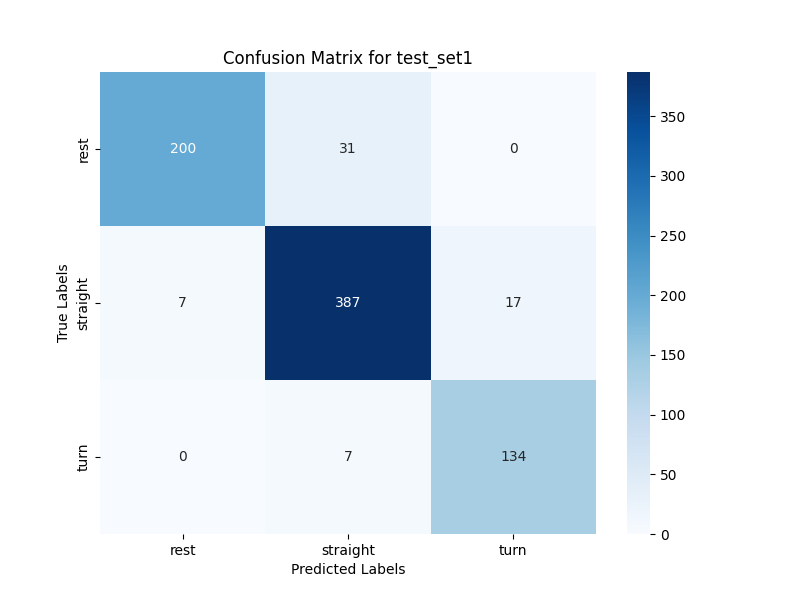 Confusion Matrix for test_set1
True Labels
rest
200 31 0
straight
7 387 17
turn
0 7 134
rest straight turn
Predicted Labels
350
300
250
200
150
100
50
0